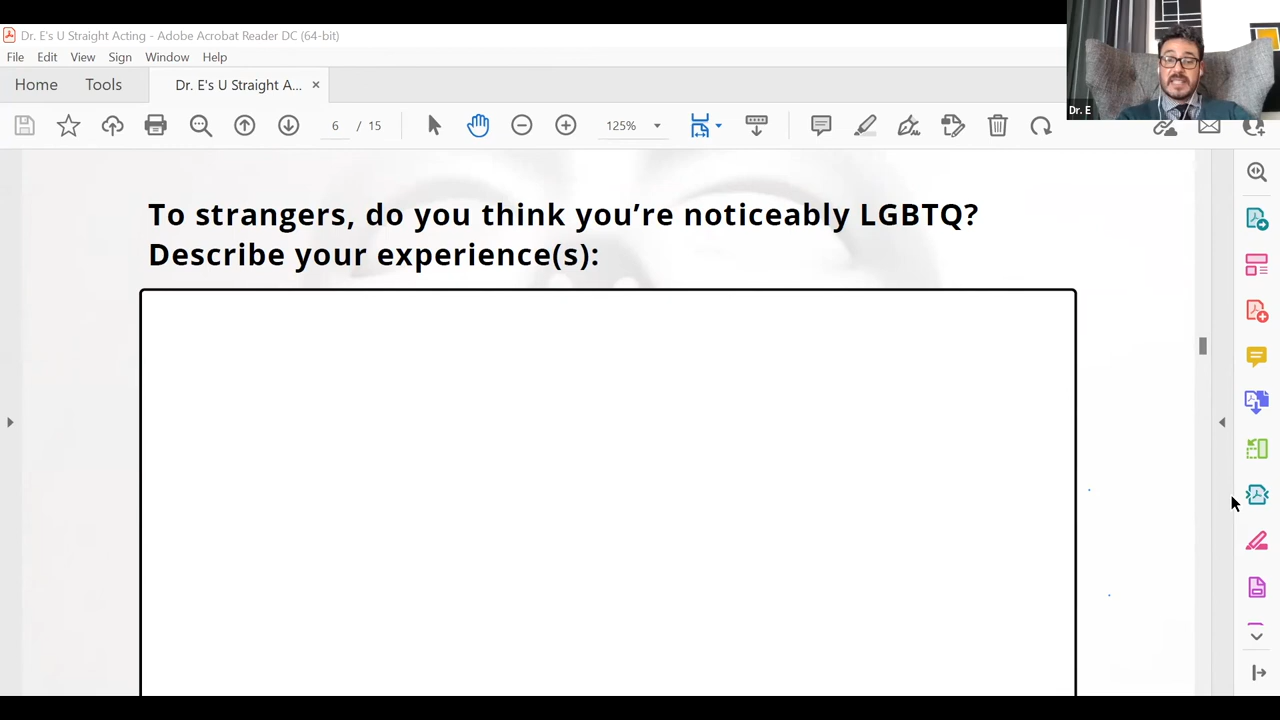 Dr. E's U Straight Acting - Adobe Acrobat Reader DC (64-bit)
File Edit View Sign Window Help
Home Tools Dr. E's U Straight A... ×
6 / 15 125%
Dr. E
To strangers, do you think you’re noticeably LGBTQ?
Describe your experience(s):